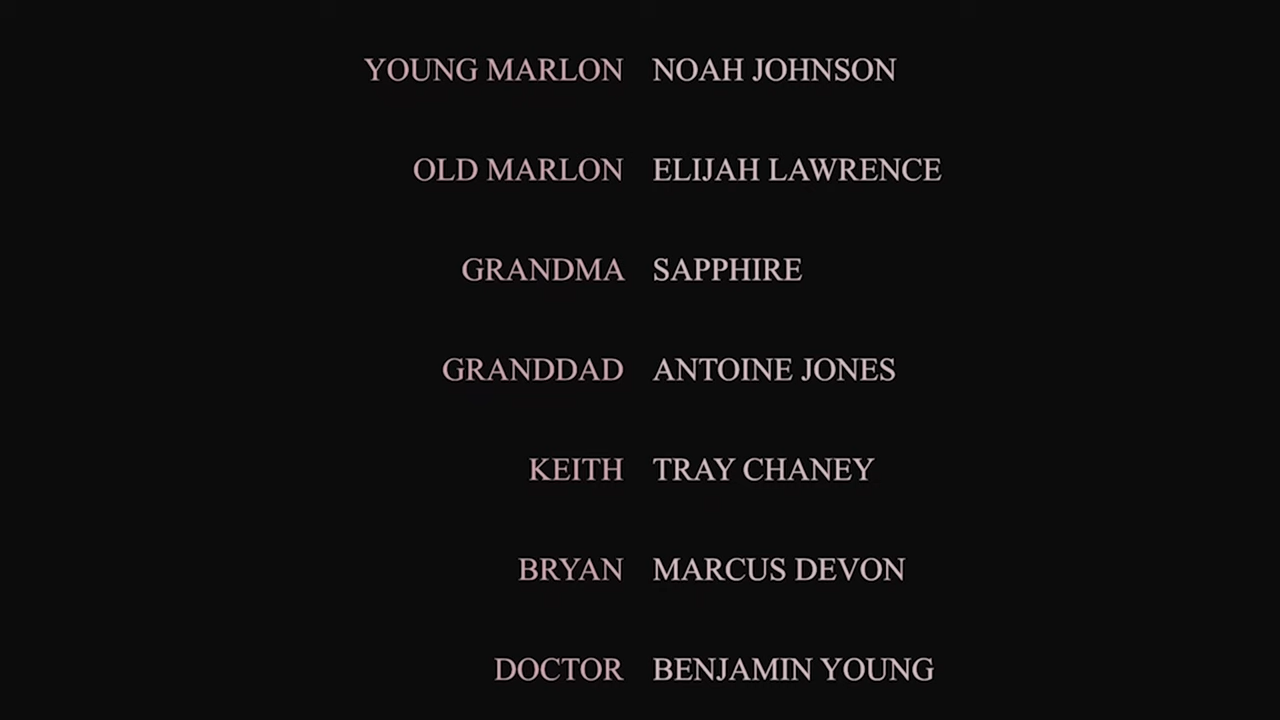 YOUNG MARLON NOAH JOHNSON
OLD MARLON ELIJAH LAWRENCE
GRANDMA SAPPHIRE
GRANDDAD ANTOINE JONES
KEITH TRAY CHANEY
BRYAN MARCUS DEVON
DOCTOR BENJAMIN YOUNG